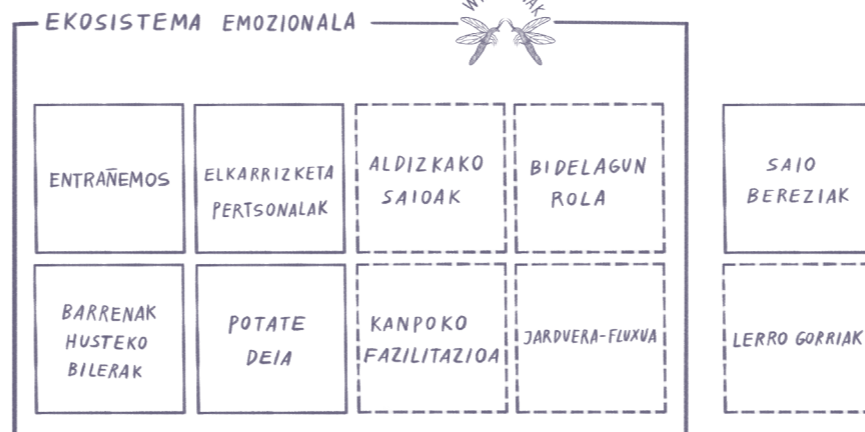 EKOSISTEMA EMOZIONALA
ENTRAÑEMOS
ELKARRIZKETA
PERTSONALAK
ALDIZKAKO
SAIOAK
BIDELAGUN
ROLA
SAIO
BEREZIAK
BARRENAK
HUSTEKO
BILERAK
POTATE
DEIA
KANPOKO
FAZILITAZIOA
JARDUERA-FLUXUA
LERRO GORRIAK